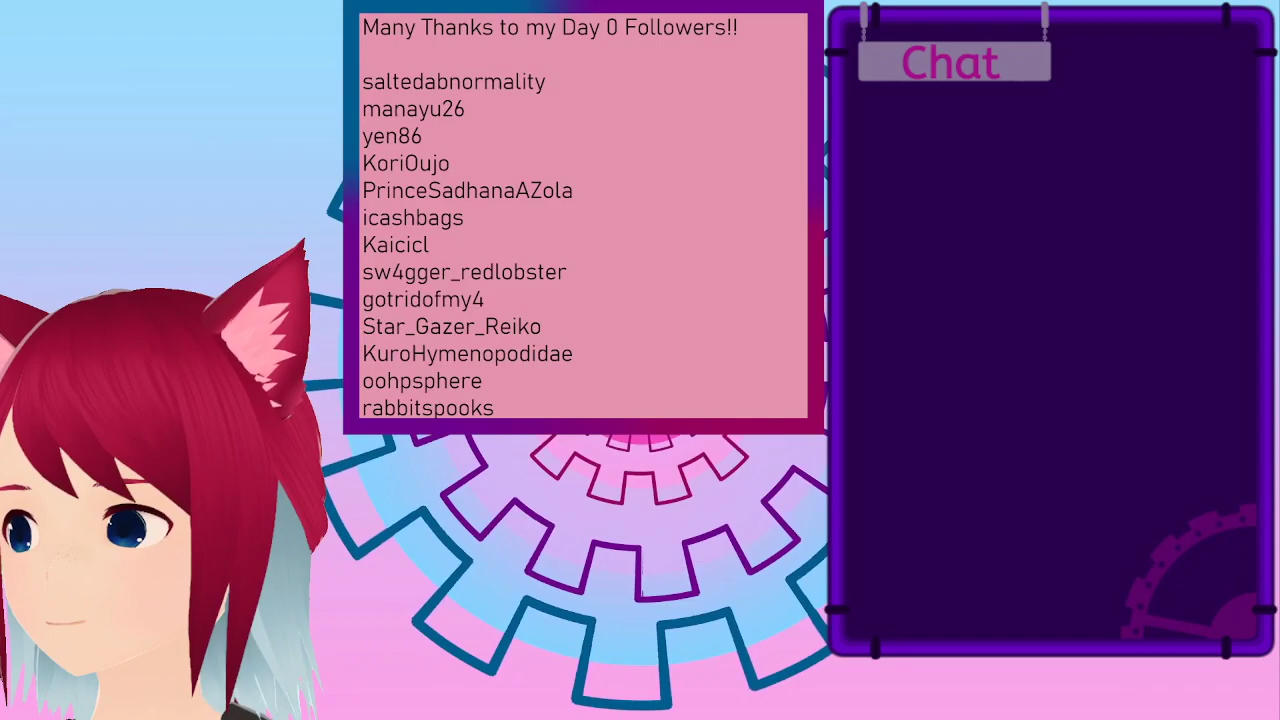 Many Thanks to my Day 0 Followers!!
saltedabnormality
manayu26
yen86
KoriOujo
PrinceSadhanaAZola
icashbags
Kaicicl
sw4gger_redlobster
gotridofmy4
Star_Gazer_Reiko
KuroHymenopodidae
oohpsphere
rabbitspooks
Chat